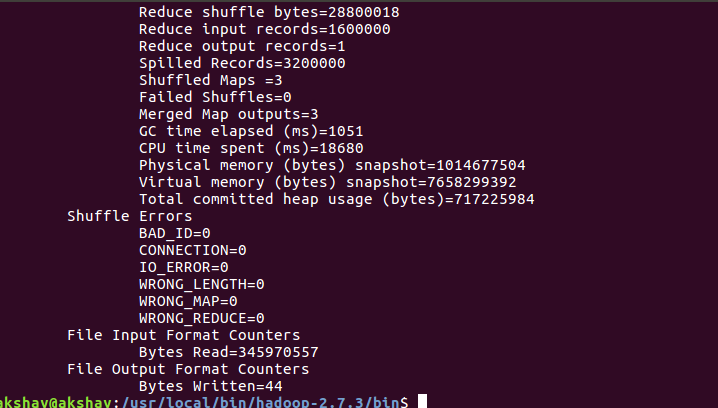 Reduce shuffle bytes=28800018
Reduce input records=1600000
Reduce output records=1
Spilled Records=3200000
Shuffled Maps =3
Failed Shuffles=0
Merged Map outputs=3
GC time elapsed (ms)=1051
CPU time spent (ms)=18680
Physical memory (bytes) snapshot=1014677504
Virtual memory (bytes) snapshot=7658299392
Total committed heap usage (bytes)=717225984
Shuffle Errors
BAD_ID=0
CONNECTION=0
IO_ERROR=0
WRONG_LENGTH=0
WRONG_MAP=0
WRONG_REDUCE=0
File Input Format Counters
Bytes Read=345970557
File Output Format Counters
Bytes Written=44
akshay@akshay:/usr/local/bin/hadoop-2.7.3/bin$